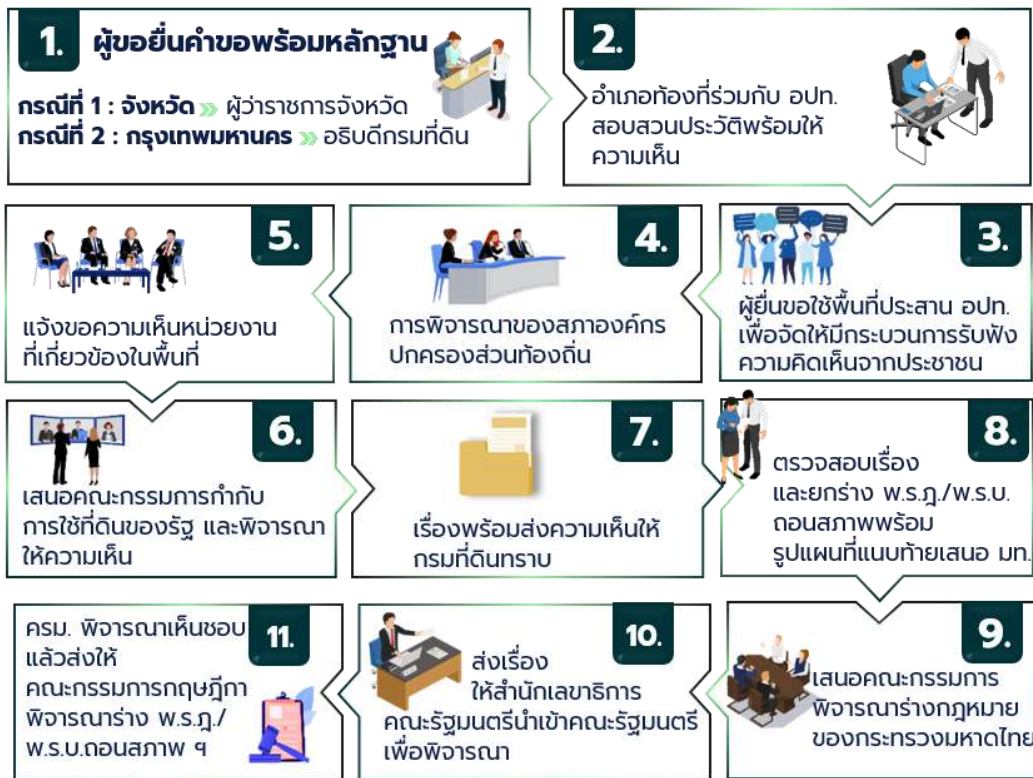 1. ผู้ขอยื่นคำขอพร้อมหลักฐาน
กรณีที่ 1 : จังหวัด » ผู้ว่าราชการจังหวัด
กรณีที่ 2 : กรุงเทพมหานคร » อธิบดีกรมที่ดิน
2.
อำเภอท้องที่ร่วมกับ อปท.
สอบสวนประวัติพร้อมให้
ความเห็น
3.
ผู้ยื่นขอใช้พื้นที่ประสาน อปท.
เพื่อจัดให้มีกระบวนการรับฟัง
ความคิดเห็นจากประชาชน
4.
การพิจารณาของสภาองค์กร
ปกครองส่วนท้องถิ่น
5.
แจ้งขอความเห็นหน่วยงาน
ที่เกี่ยวข้องในพื้นที่
6.
เสนอคณะกรรมการกำกับ
การใช้ที่ดินของรัฐ และพิจารณา
ให้ความเห็น
7.
เรื่องพร้อมส่งความเห็นให้
กรมที่ดินทราบ
8.
ตรวจสอบเรื่อง
และยกร่าง พ.ร.ฎ./พ.ร.บ.
ถอนสภาพพร้อม
รูปแผนที่แนบท้ายเสนอ มท.
9.
เสนอคณะกรรมการ
พิจารณาร่างกฎหมาย
ของกระทรวงมหาดไทย
10.
ส่งเรื่อง
ให้สำนักเลขาธิการ
คณะรัฐมนตรีนำเข้าคณะรัฐมนตรี
เพื่อพิจารณา
11.
ครม. พิจารณาเห็นชอบ
แล้วส่งให้
คณะกรรมการกฤษฎีกา
พิจารณาร่าง พ.ร.ฎ./
พ.ร.บ.ถอนสภาพ ฯ